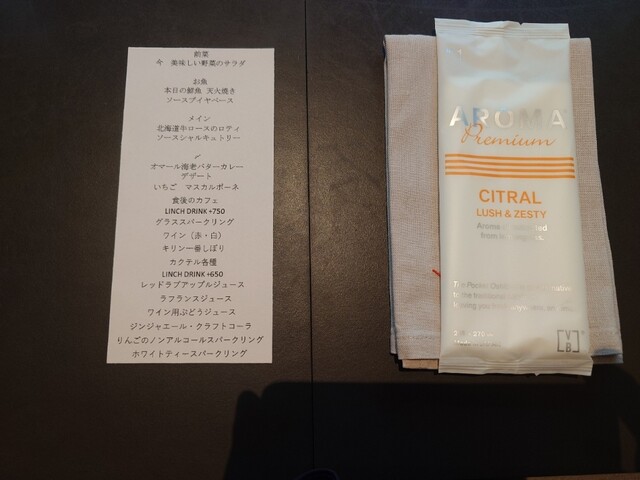 前菜
今　美味しい野菜のサラダ
お魚
本日の鮮魚　天火焼き
ソースブイヤベース
メイン
北海道牛ロースのロティ
ソースシャルキュトリー
〆
オマール海老バターカレー
デザート
いちご　マスカルポーネ
食後のカフェ
LINCH DRINK +750
グラススパークリング
ワイン（赤・白）
キリン一番しぼり
カクテル各種
LINCH DRINK +650
レッドラブアップルジュース
ラフランスジュース
ワイン用ぶどうジュース
ジンジャエール・クラフトコーラ
りんごのノンアルコールスパークリング
ホワイトティースパークリング
AROMA
Premium
CITRAL
LUSH & ZESTY
Aroma
from
The Pocket
to the
VB